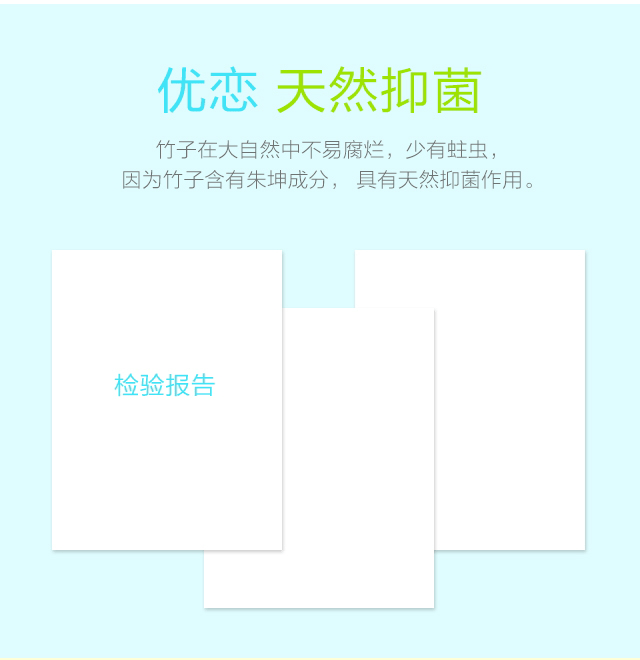 优恋 天然抑菌
竹子在大自然中不易腐烂，少有蛀虫，
因为竹子含有朱坤成分， 具有天然抑菌作用。
检验报告